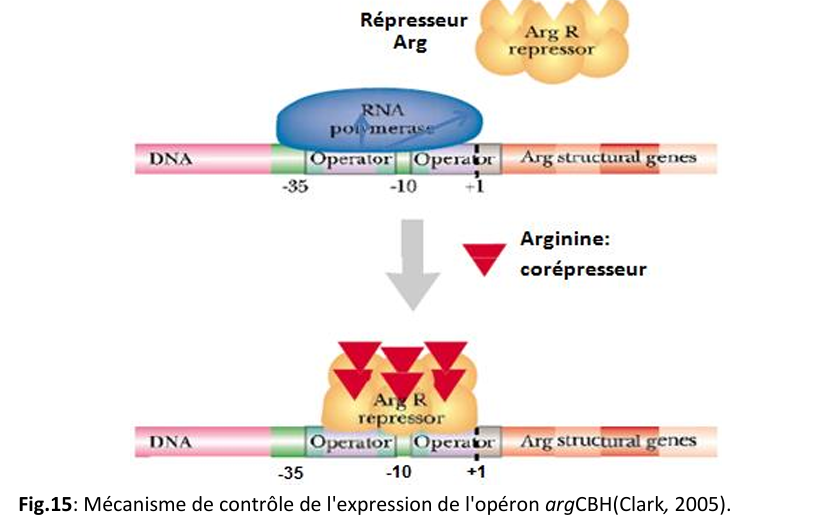 Répresseur
Arg
Arg R
repressor
RNA
polymerase
DNA
Operator
Operator
Arg structural genes
-35
-10
+1
Arginine:
corépresseur
Arg R
repressor
DNA
Operator
Operator
Arg structural genes
-35
-10
+1
Fig.15: Mécanisme de contrôle de l'expression de l'opéron argCBH(Clark, 2005).